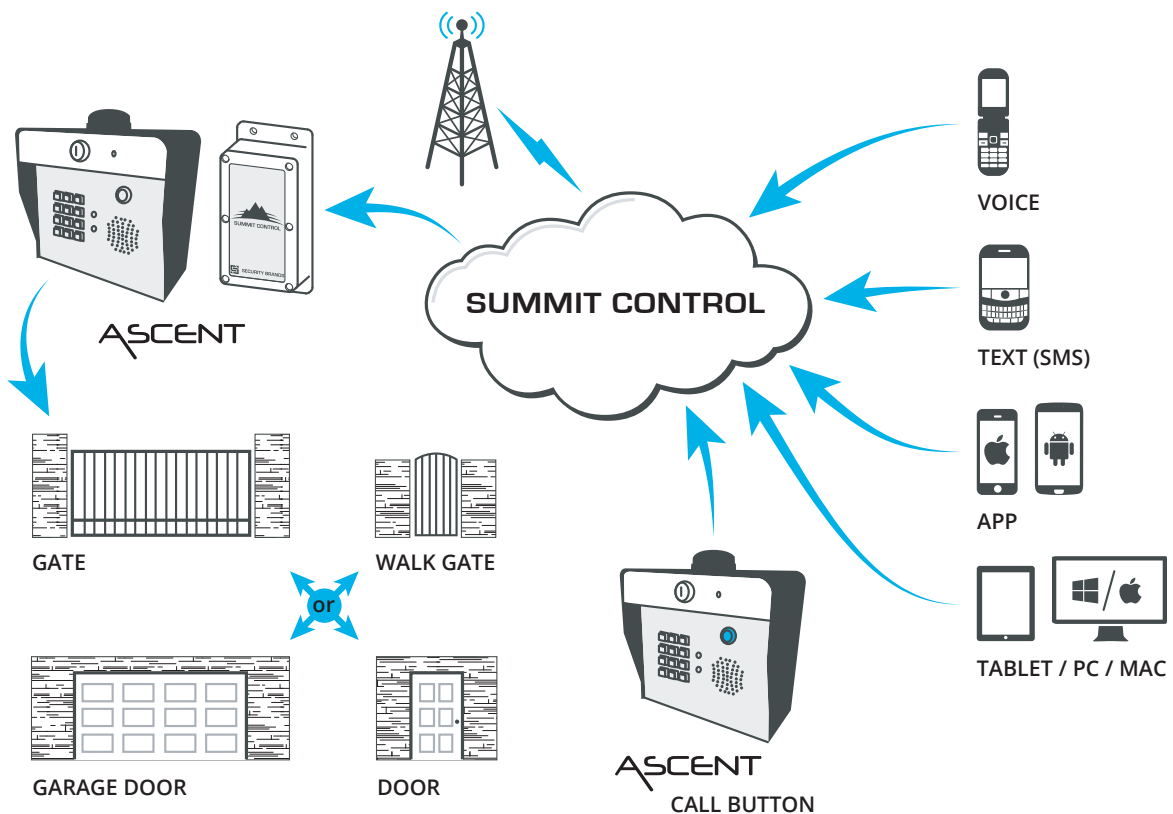 VOICE
SUMMIT CONTROL
SECURITY BRANDS
SUMMIT CONTROL
TEXT (SMS)
ASCENT
APP
GATE
WALK GATE
or
TABLET / PC / MAC
GARAGE DOOR
DOOR
ASCENT
CALL BUTTON